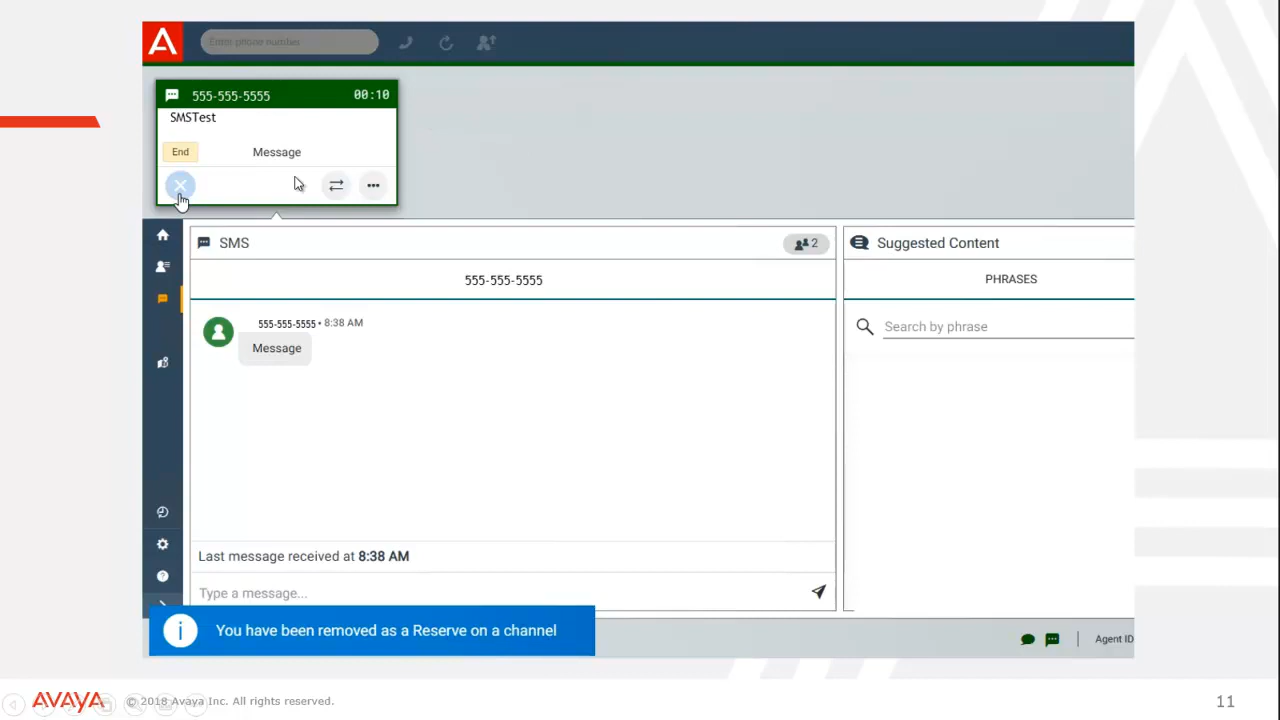 A
Enter phone number
555-555-5555 00:10
SMSTest
End Message
SMS 2
555-555-5555
555-555-5555 • 8:38 AM
Message
Last message received at 8:38 AM
Type a message...
Suggested Content
PHRASES
Search by phrase
i You have been removed as a Reserve on a channel
Agent ID
AVAYA © 2018 Avaya Inc. All rights reserved. 11